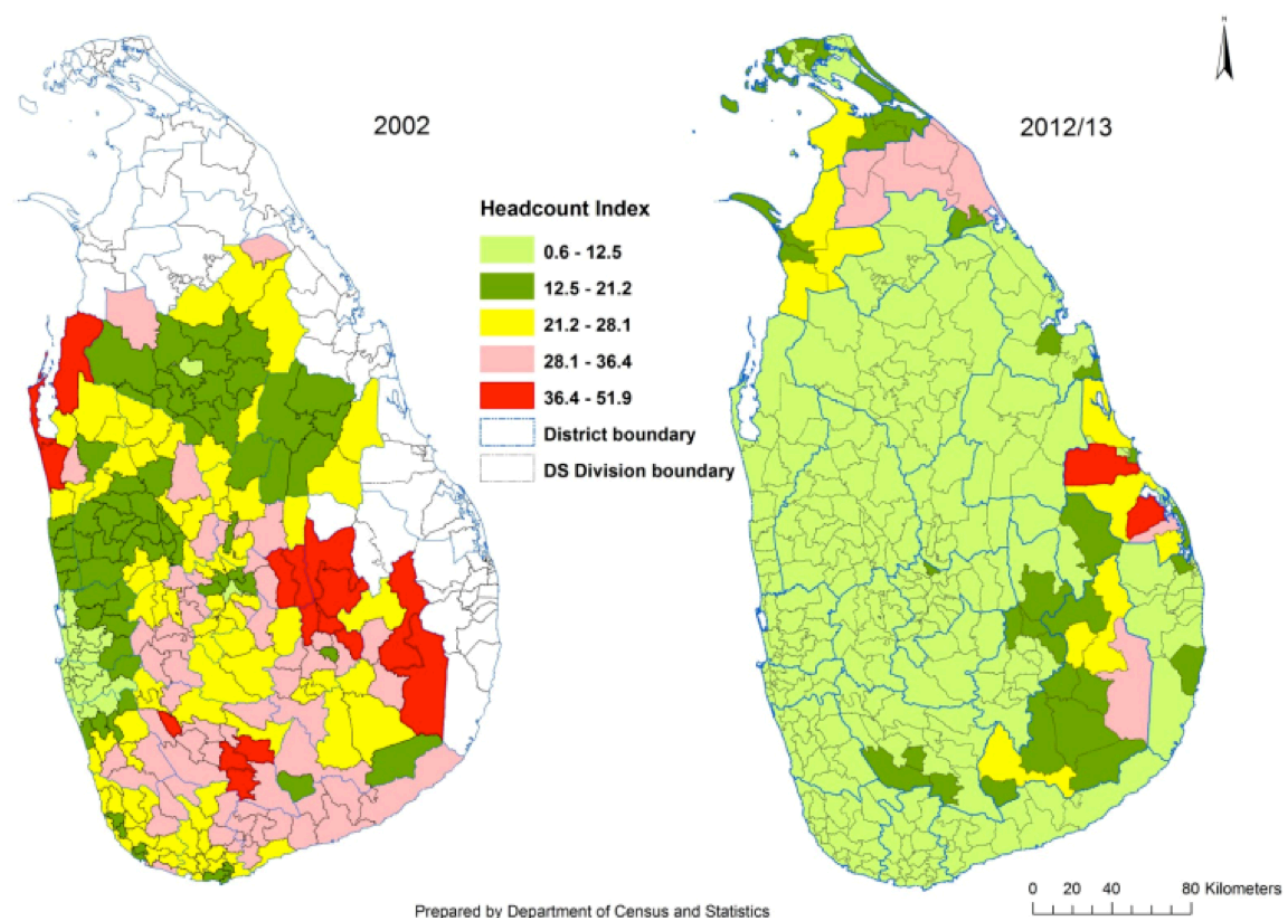 N
2002
2012/13
Headcount Index
0.6 - 12.5
12.5 - 21.2
21.2 - 28.1
28.1 - 36.4
36.4 - 51.9
District boundary
DS Division boundary
0 20 40 80 Kilometers
Prepared by Department of Census and Statistics